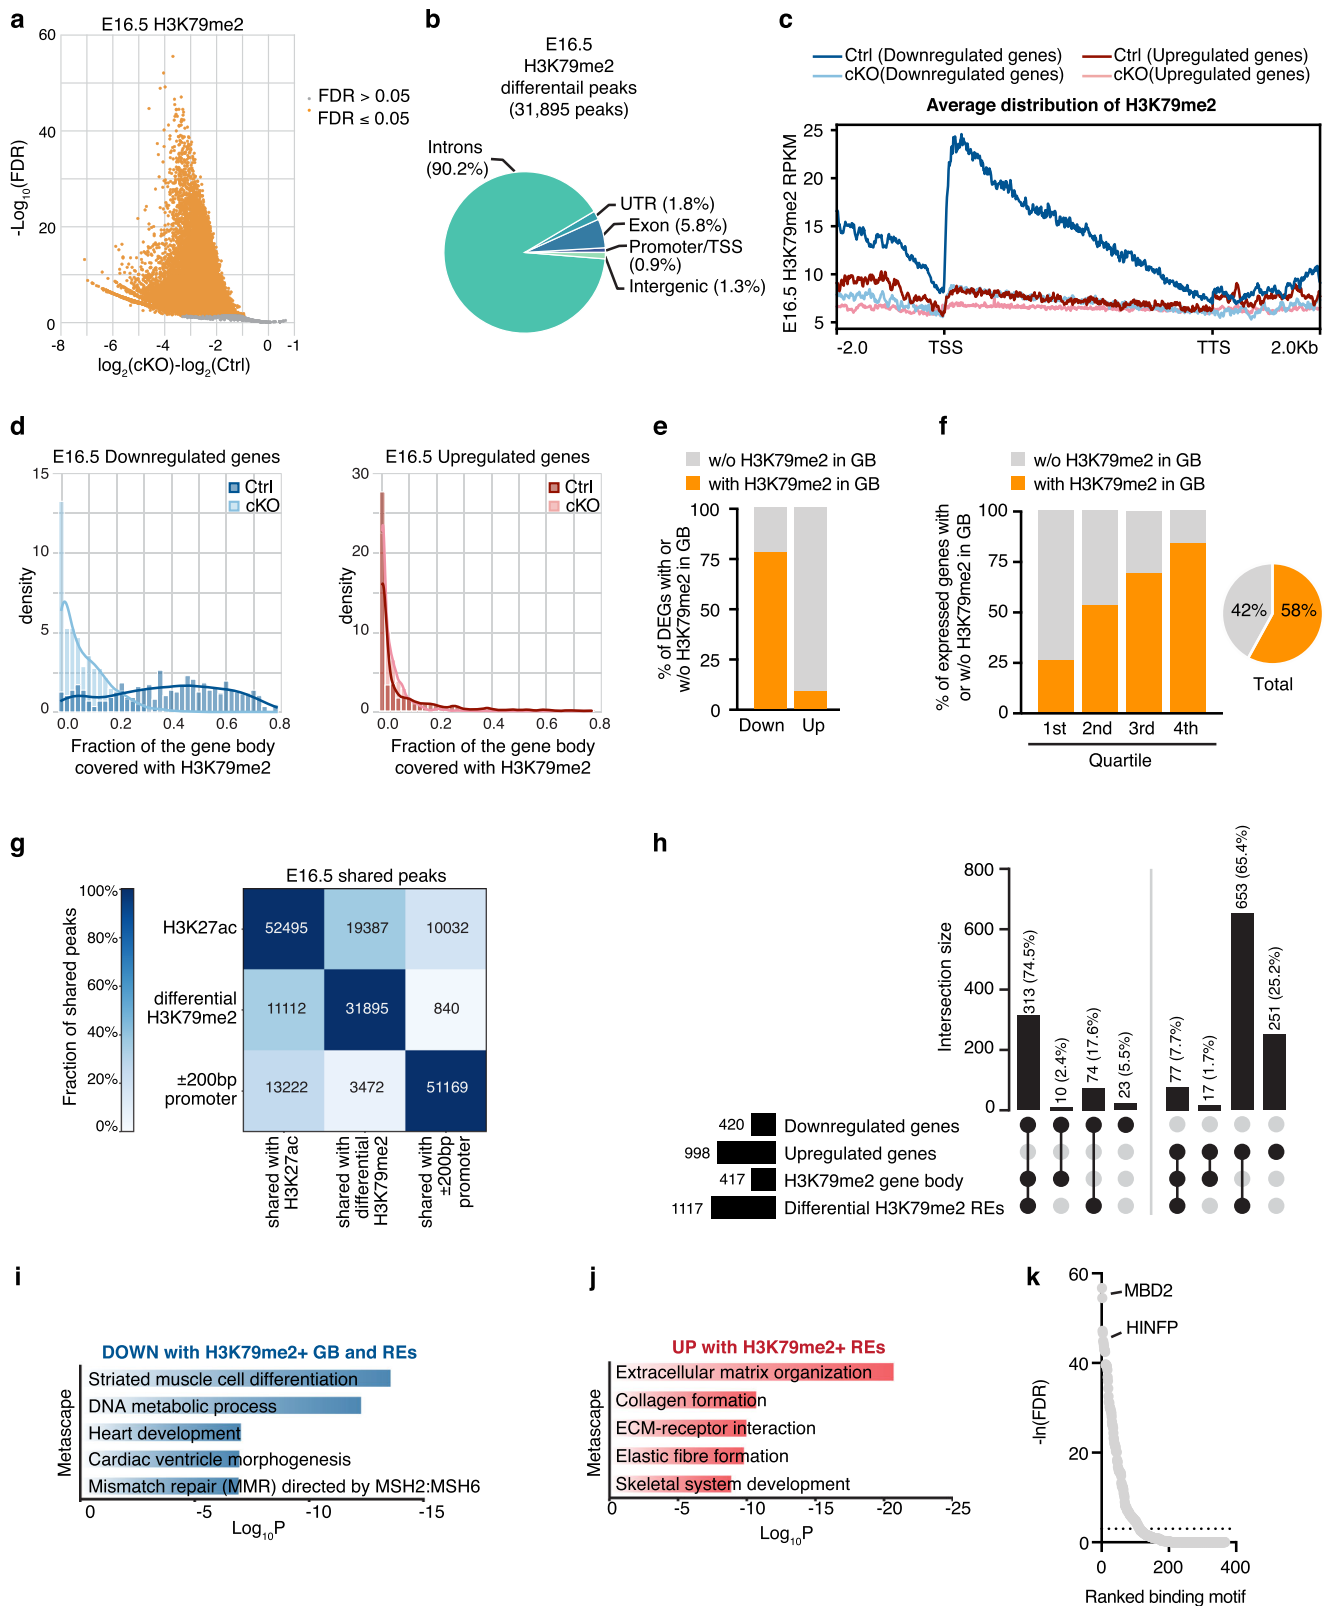 a
E16.5 H3K79me2
60
40
20
0
-Log10(FDR)
-8
-6
-4
-2
0
-1
log2(cKO)-log2(Ctrl)
FDR > 0.05
FDR ≤ 0.05
b
E16.5
H3K79me2
differentail peaks
(31,895 peaks)
Introns
(90.2%)
UTR (1.8%)
Exon (5.8%)
Promoter/TSS
(0.9%)
Intergenic (1.3%)
c
Ctrl (Downregulated genes)
Ctrl (Upregulated genes)
cKO(Downregulated genes)
cKO(Upregulated genes)
Average distribution of H3K79me2
E16.5 H3K79me2 RPKM
25
20
15
10
5
-2.0
TSS
TTS
2.0Kb
d
E16.5 Downregulated genes
Ctrl
cKO
15
10
5
0
density
0.0
0.2
0.4
0.6
0.8
Fraction of the gene body
covered with H3K79me2
E16.5 Upregulated genes
Ctrl
cKO
30
20
10
0
density
0.0
0.2
0.4
0.6
0.8
Fraction of the gene body
covered with H3K79me2
e
w/o H3K79me2 in GB
with H3K79me2 in GB
% of DEGs with or
w/o H3K79me2 in GB
100
75
50
25
0
Down
Up
f
w/o H3K79me2 in GB
with H3K79me2 in GB
% of expressed genes with
or w/o H3K79me2 in GB
100
75
50
25
0
1st
2nd
3rd
4th
Quartile
42%
58%
Total
g
E16.5 shared peaks
Fraction of shared peaks
100%
80%
60%
40%
20%
0%
H3K27ac
52495
19387
10032
differential
H3K79me2
11112
31895
840
±200bp
promoter
13222
3472
51169
shared with
H3K27ac
shared with
differential
H3K79me2
shared with
±200bp
promoter
h
Intersection size
800
600
400
200
0
313 (74.5%)
10 (2.4%)
74 (17.6%)
23 (5.5%)
77 (7.7%)
17 (1.7%)
653 (65.4%)
251 (25.2%)
420
Downregulated genes
998
Upregulated genes
417
H3K79me2 gene body
1117
Differential H3K79me2 REs
i
DOWN with H3K79me2+ GB and REs
Metascape
Striated muscle cell differentiation
DNA metabolic process
Heart development
Cardiac ventricle morphogenesis
Mismatch repair (MMR) directed by MSH2:MSH6
0
-5
-10
-15
Log10P
j
UP with H3K79me2+ REs
Metascape
Extracellular matrix organization
Collagen formation
ECM-receptor interaction
Elastic fibre formation
Skeletal system development
0
-5
-10
-15
-20
-25
Log10P
k
60
40
20
0
-ln(FDR)
MBD2
HINFP
0
200
400
Ranked binding motif